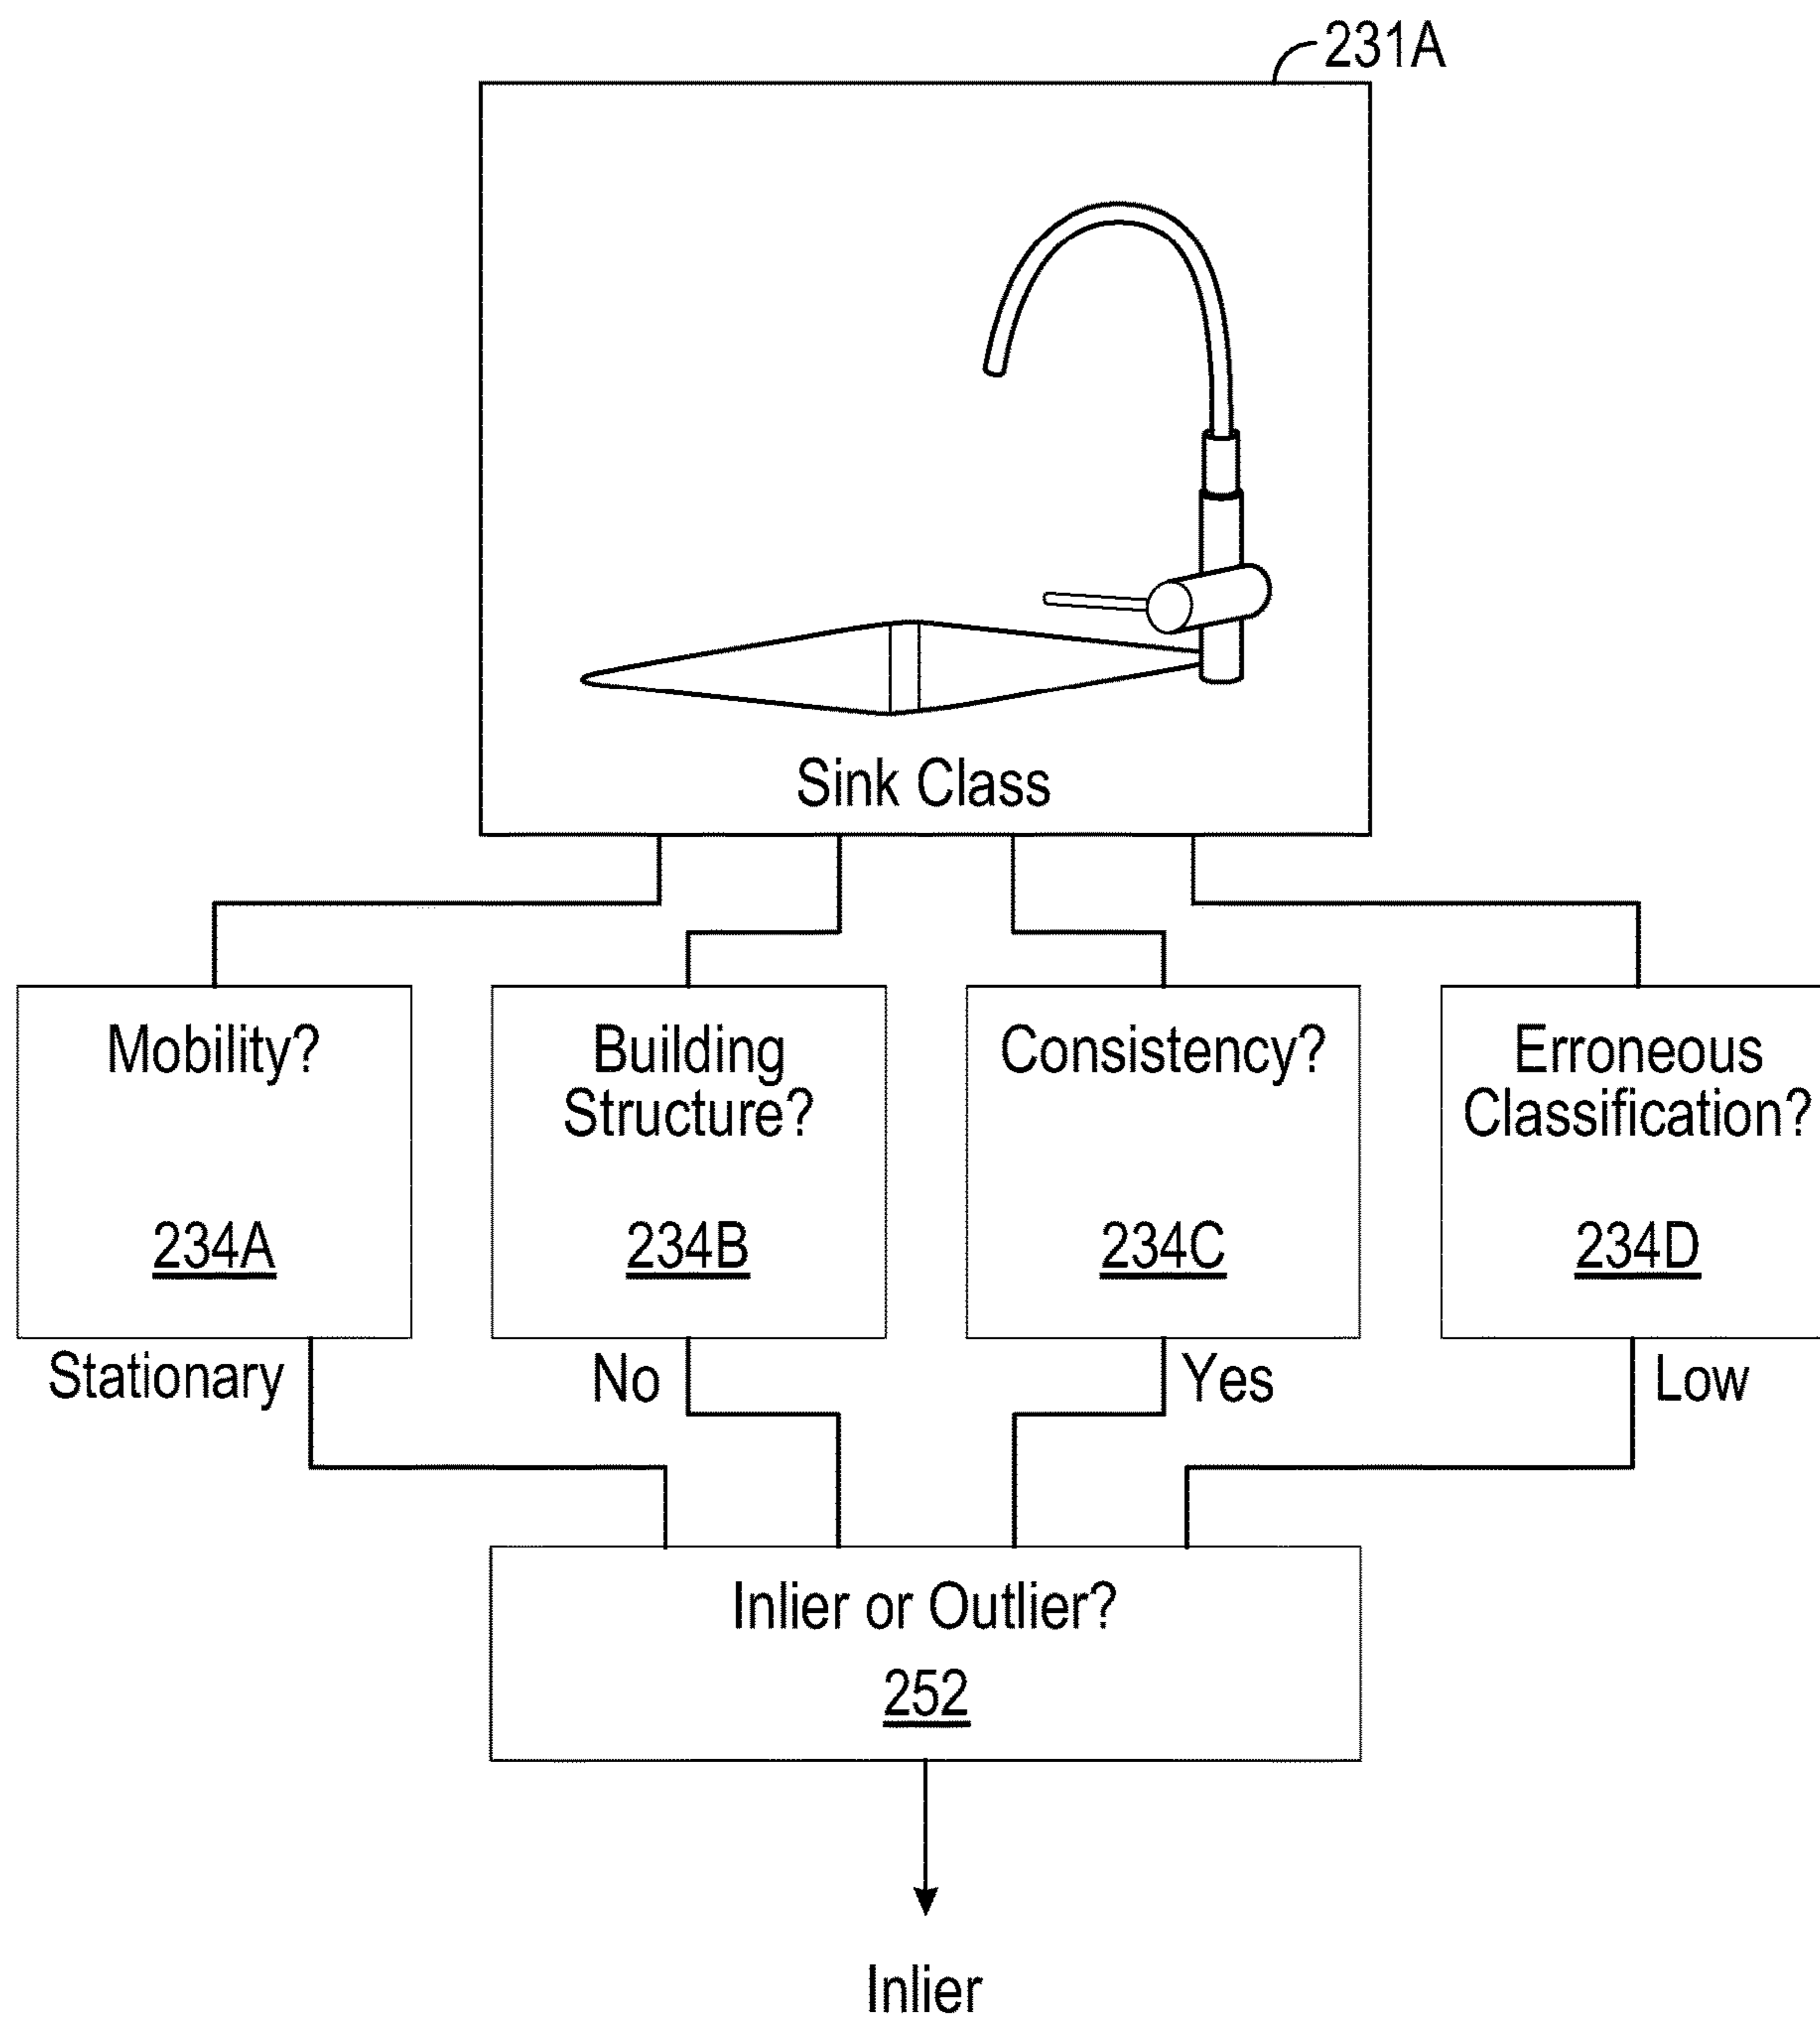 231A
Sink Class
Mobility?
234A
Building
Structure?
234B
Consistency?
234C
Erroneous
Classification?
234D
Stationary
No
Yes
Low
Inlier or Outlier?
252
Inlier